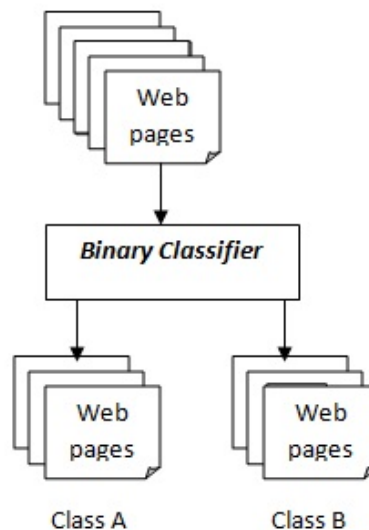 Web
pages
Binary Classifier
Web
pages
Web
pages
Class A
Class B